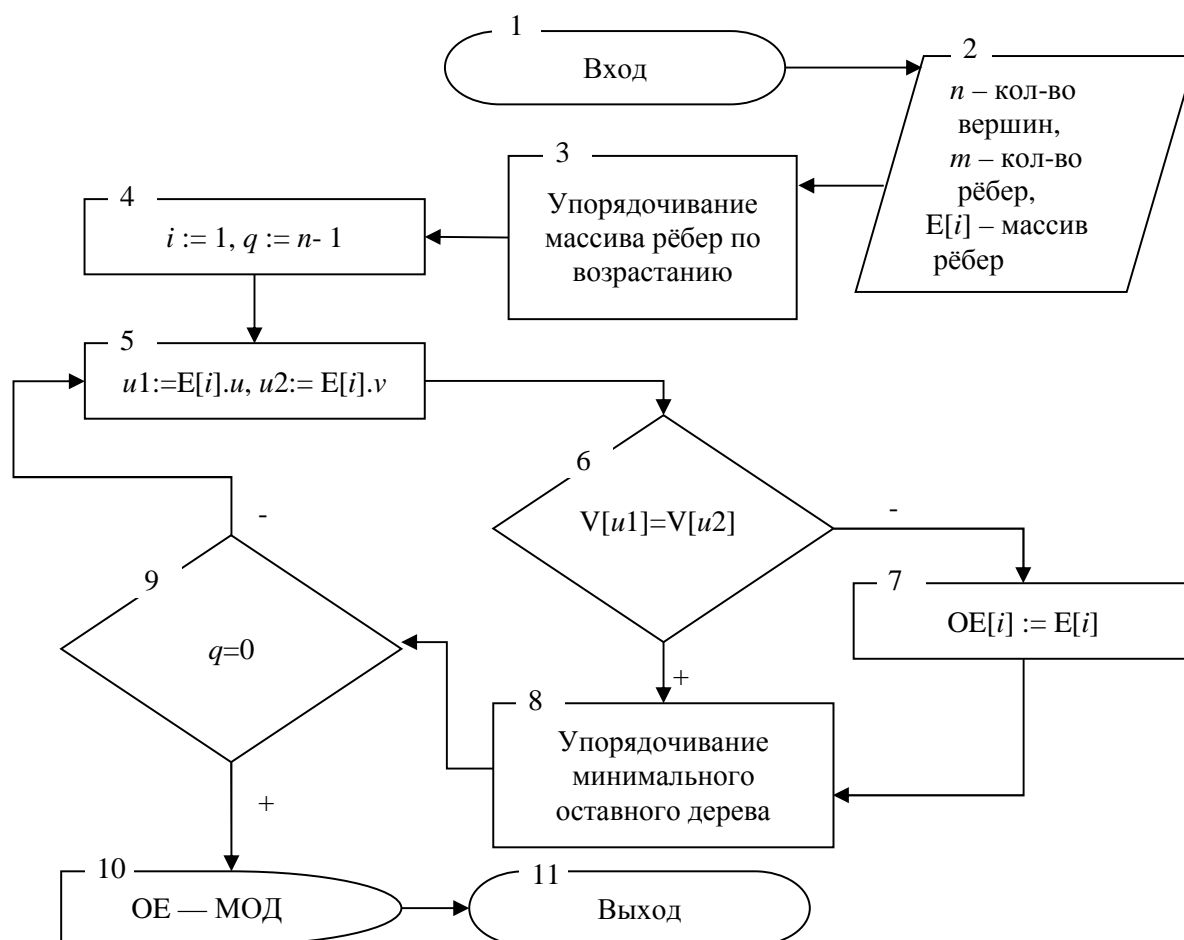 1
Вход
2
n – кол-во
вершин,
m – кол-во
рёбер,
E[i] – массив
рёбер
3
Упорядочивание
массива рёбер по
возрастанию
4
i := 1, q := n- 1
5
u1:=E[i].u, u2:= E[i].v
6
V[u1]=V[u2]
-
+
7
OE[i] := E[i]
8
Упорядочивание
минимального
оставного дерева
9
q=0
-
+
10
OE — МОД
11
Выход